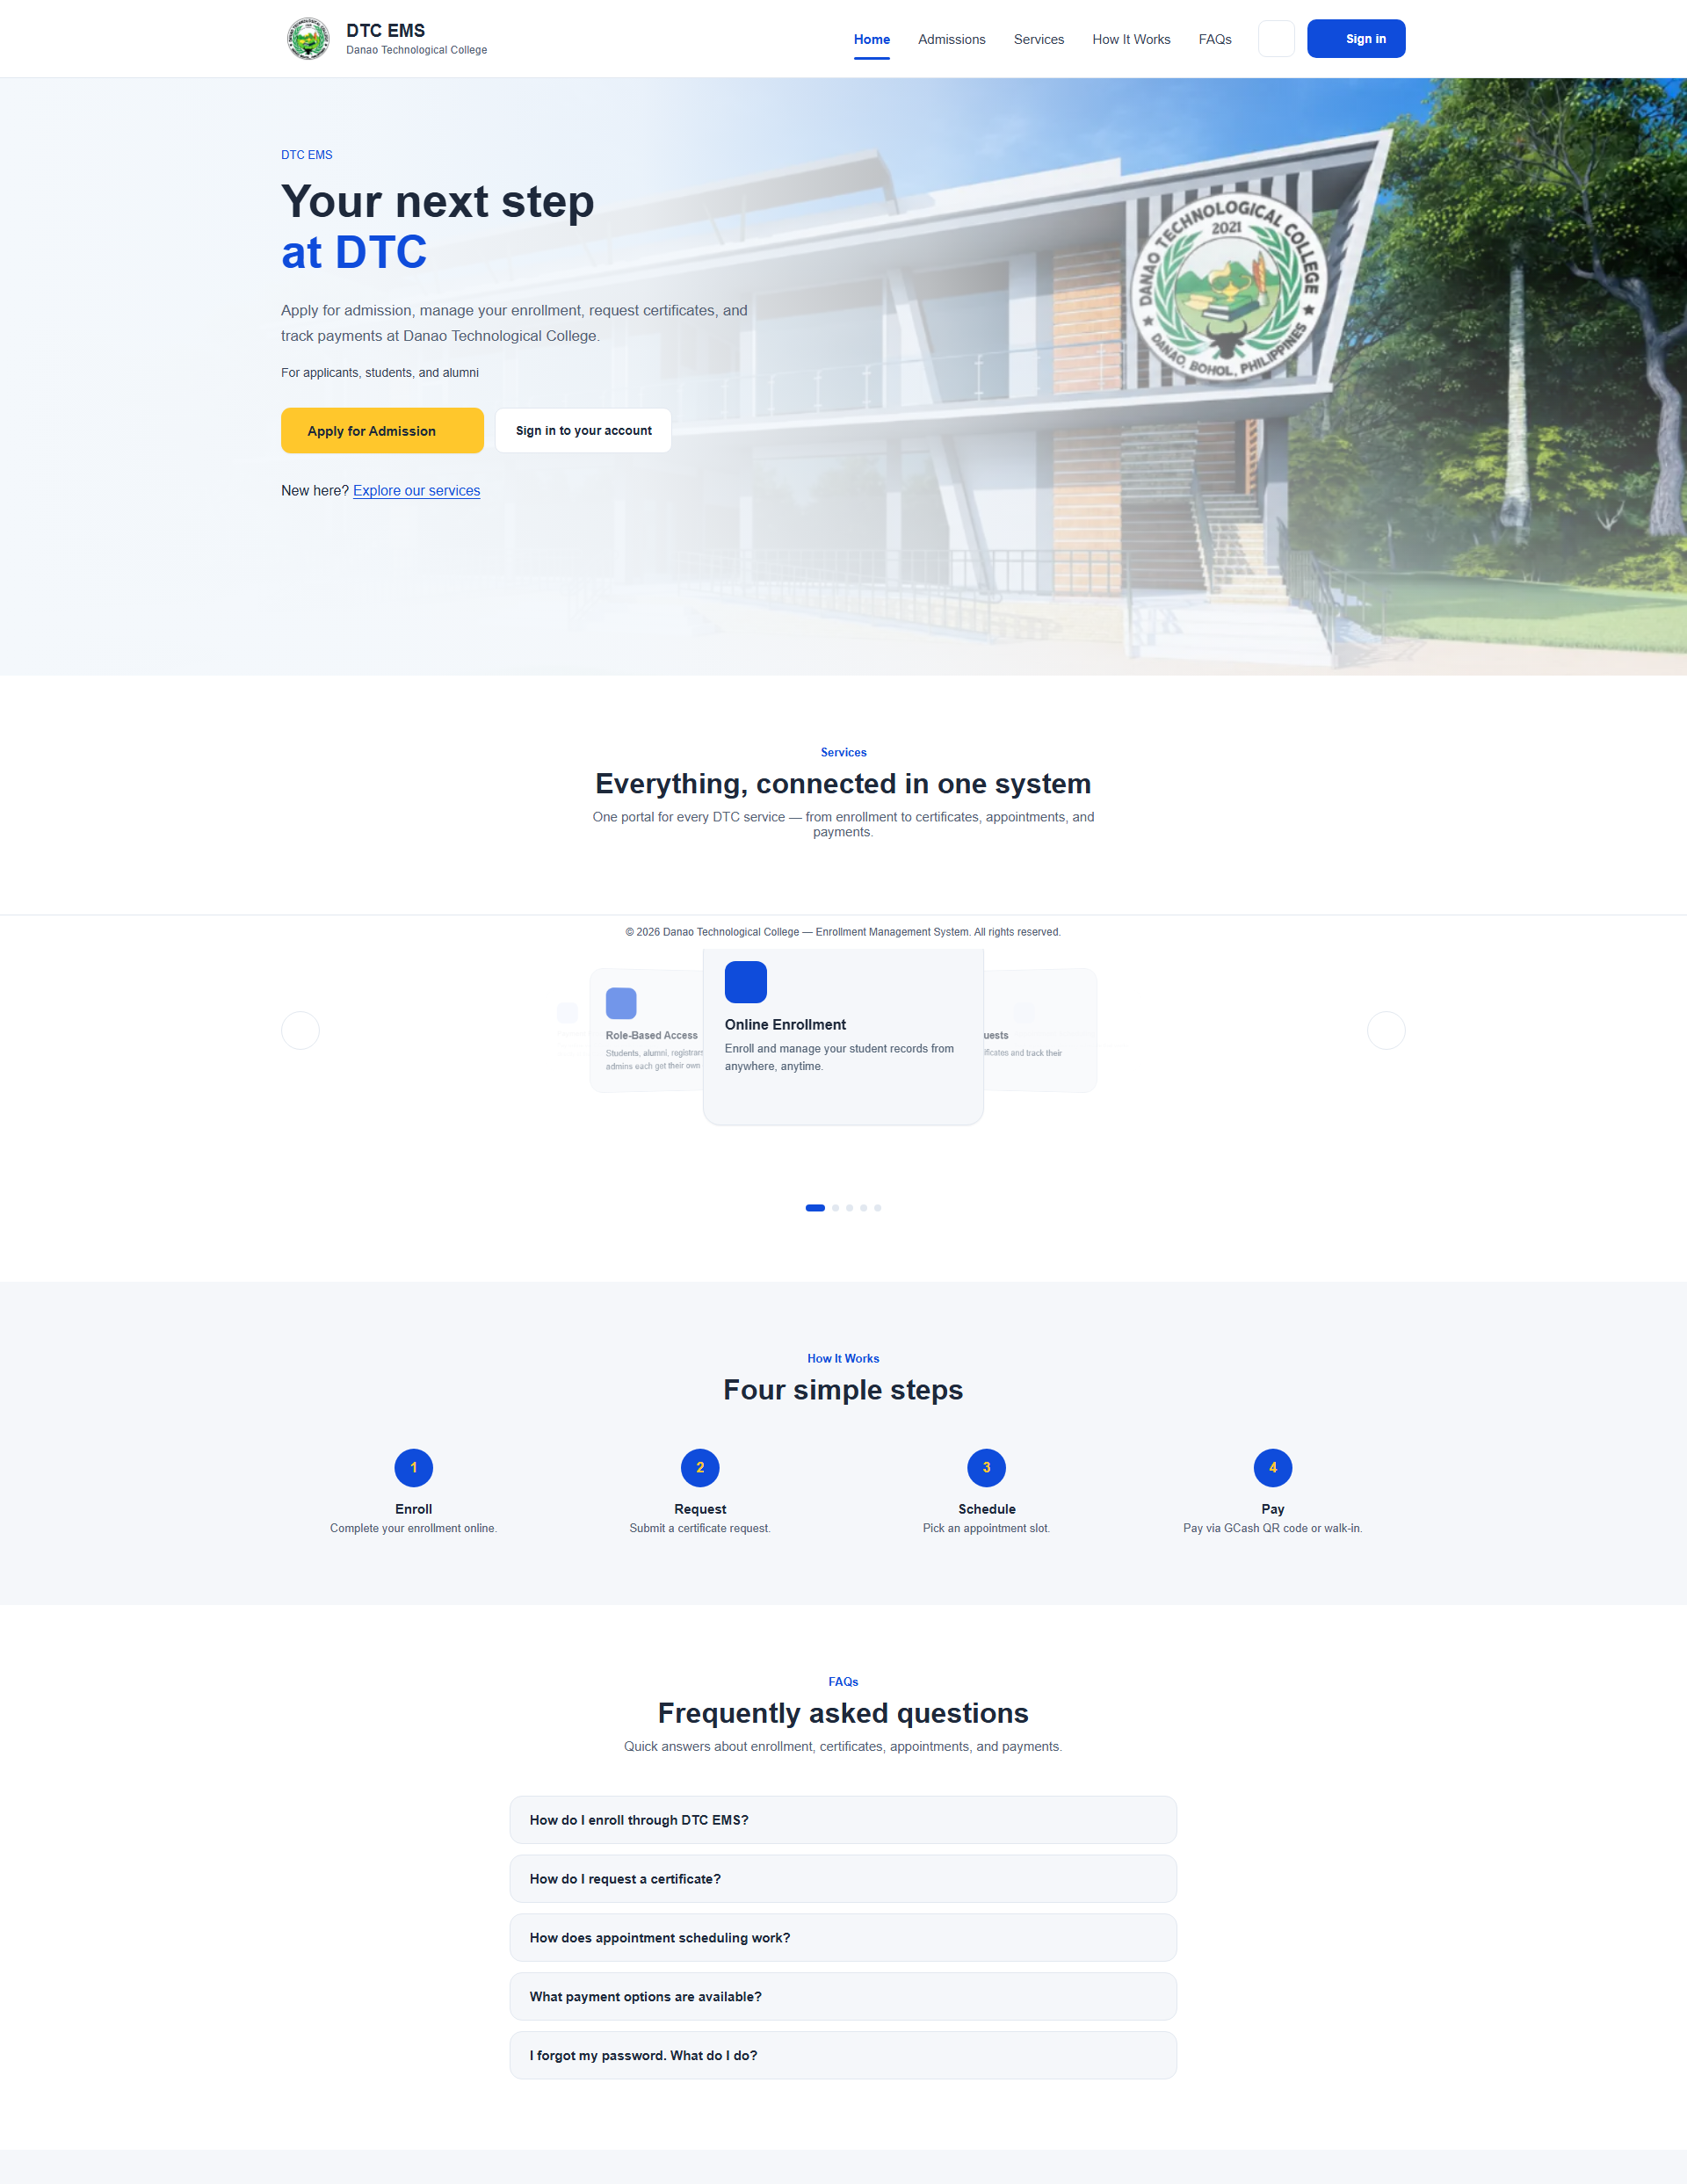 DTC EMS
Danao Technological College
Home
Admissions
Services
How It Works
FAQs
Sign in
DTC EMS
Your next step
at DTC
Apply for admission, manage your enrollment, request certificates, and
track payments at Danao Technological College.
For applicants, students, and alumni
Apply for Admission
Sign in to your account
New here? Explore our services
DANAO TECHNOLOGICAL COLLEGE
2021
DANAO, BOHOL, PHILIPPINES
Services
Everything, connected in one system
One portal for every DTC service — from enrollment to certificates, appointments, and
payments.
© 2026 Danao Technological College — Enrollment Management System. All rights reserved.
Role-Based Access
Students, alumni, registrars
admins each get their own
Online Enrollment
Enroll and manage your student records from
anywhere, anytime.
uests
ificates and track their
How It Works
Four simple steps
1
Enroll
Complete your enrollment online.
2
Request
Submit a certificate request.
3
Schedule
Pick an appointment slot.
4
Pay
Pay via GCash QR code or walk-in.
FAQs
Frequently asked questions
Quick answers about enrollment, certificates, appointments, and payments.
How do I enroll through DTC EMS?
How do I request a certificate?
How does appointment scheduling work?
What payment options are available?
I forgot my password. What do I do?